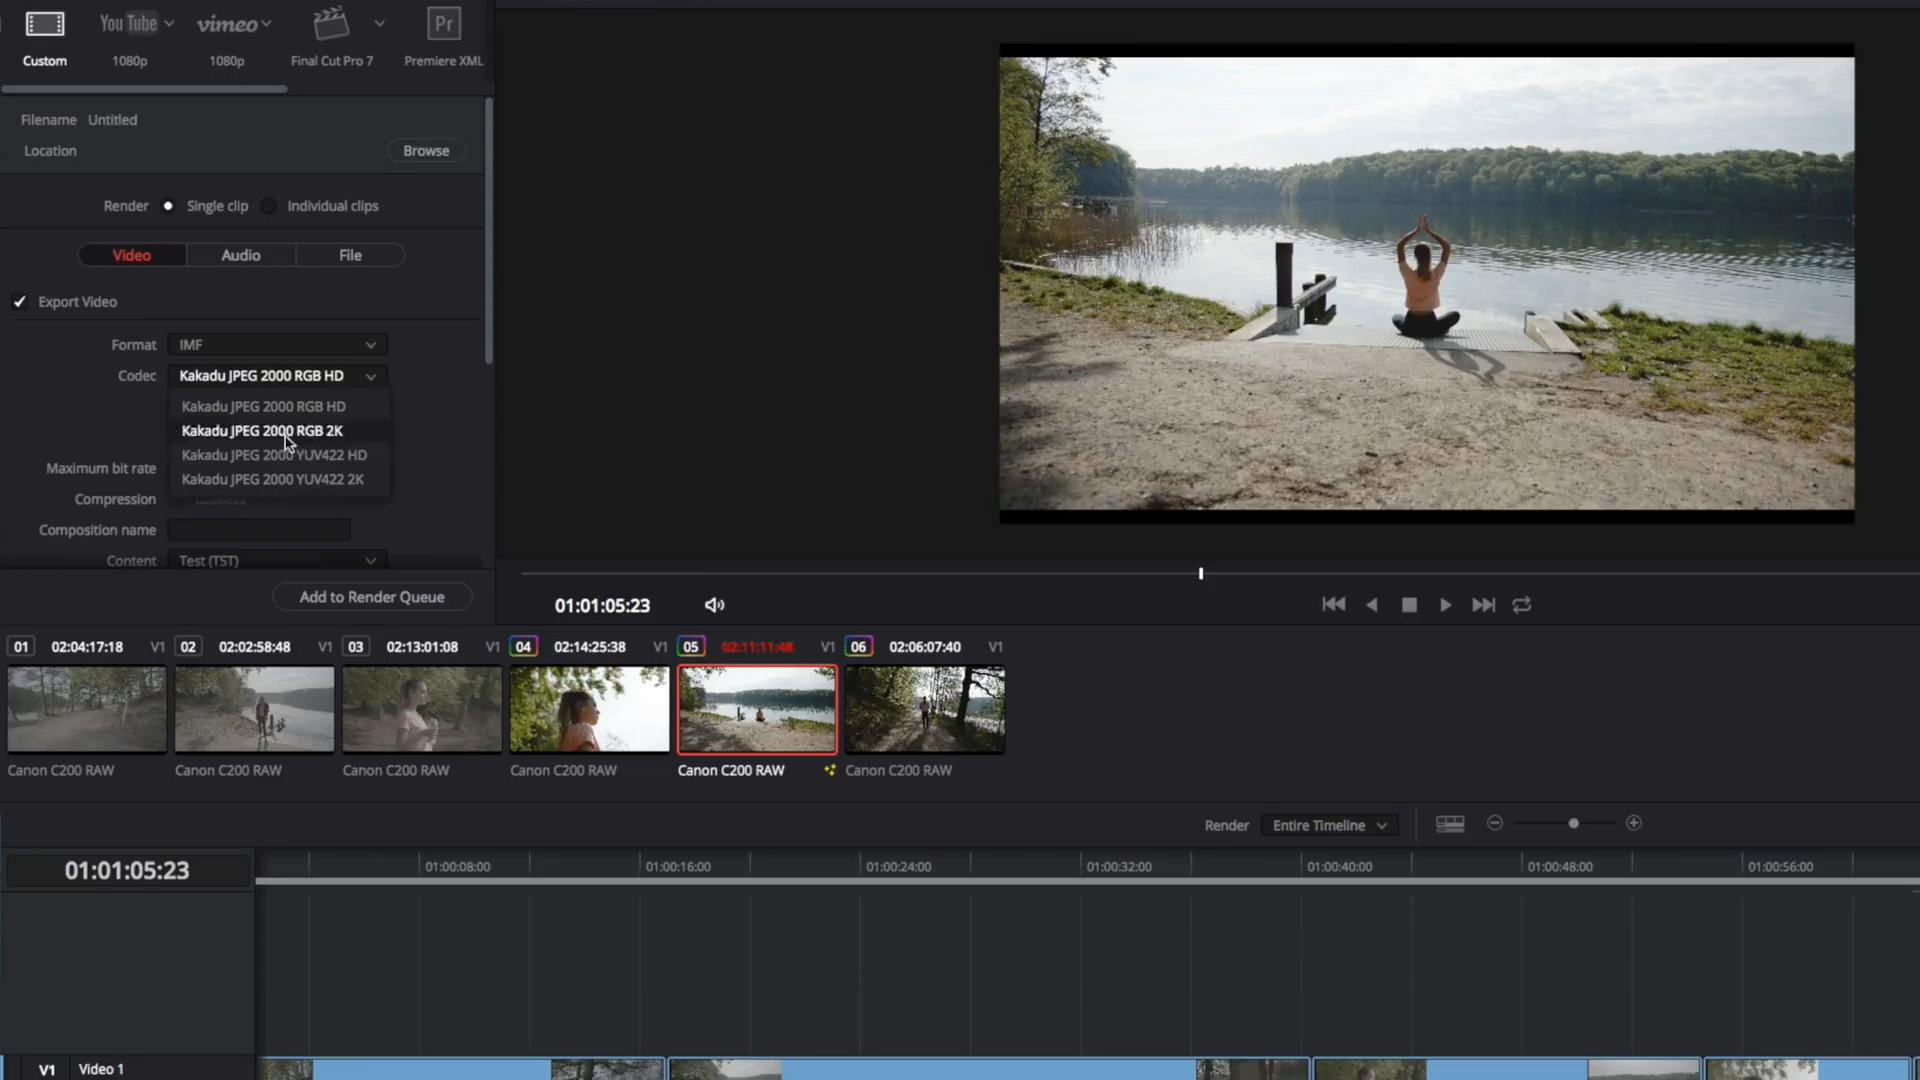 You Tube vimeo Pr
Custom 1080p 1080p Final Cut Pro 7 Premiere XML
Filename Untitled
Location Browse
Render Single clip Individual clips
Video Audio File
Export Video
Format IMF
Codec Kakadu JPEG 2000 RGB HD
Kakadu JPEG 2000 RGB HD
Kakadu JPEG 2000 RGB 2K
Kakadu JPEG 2000 YUV422 HD
Maximum bit rate
Kakadu JPEG 2000 YUV422 2K
Compression Lossless
Composition name
Content Test (TST)
Add to Render Queue
01:01:05:23
01 02:04:17:18 V1 02 02:02:58:48 V1 03 02:13:01:08 V1 04 02:14:25:38 V1 05 02:11:11:48 V1 06 02:06:07:40 V1
Canon C200 RAW Canon C200 RAW Canon C200 RAW Canon C200 RAW Canon C200 RAW Canon C200 RAW
Render Entire Timeline
01:01:05:23 01:00:08:00 01:00:16:00 01:00:24:00 01:00:32:00 01:00:40:00 01:00:48:00 01:00:56:00
V1 Video 1